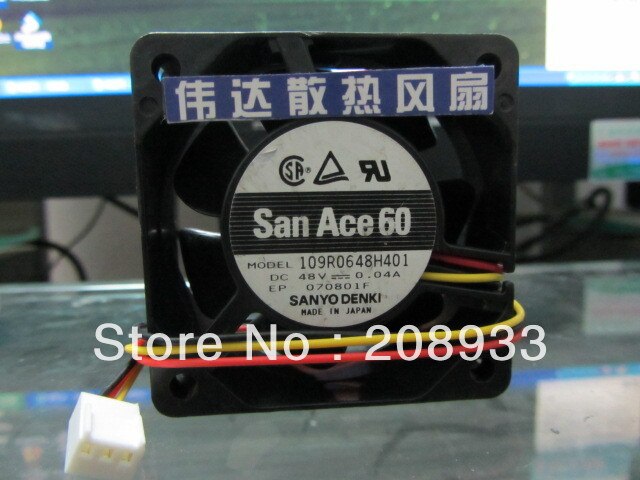 伟达散热风扇
SA®
San Ace 60
MODEL 109R0648H401
DC 48V 0.04A
EP 070801F
SANYO DENKI
MADE IN JAPAN
Store No : 208933